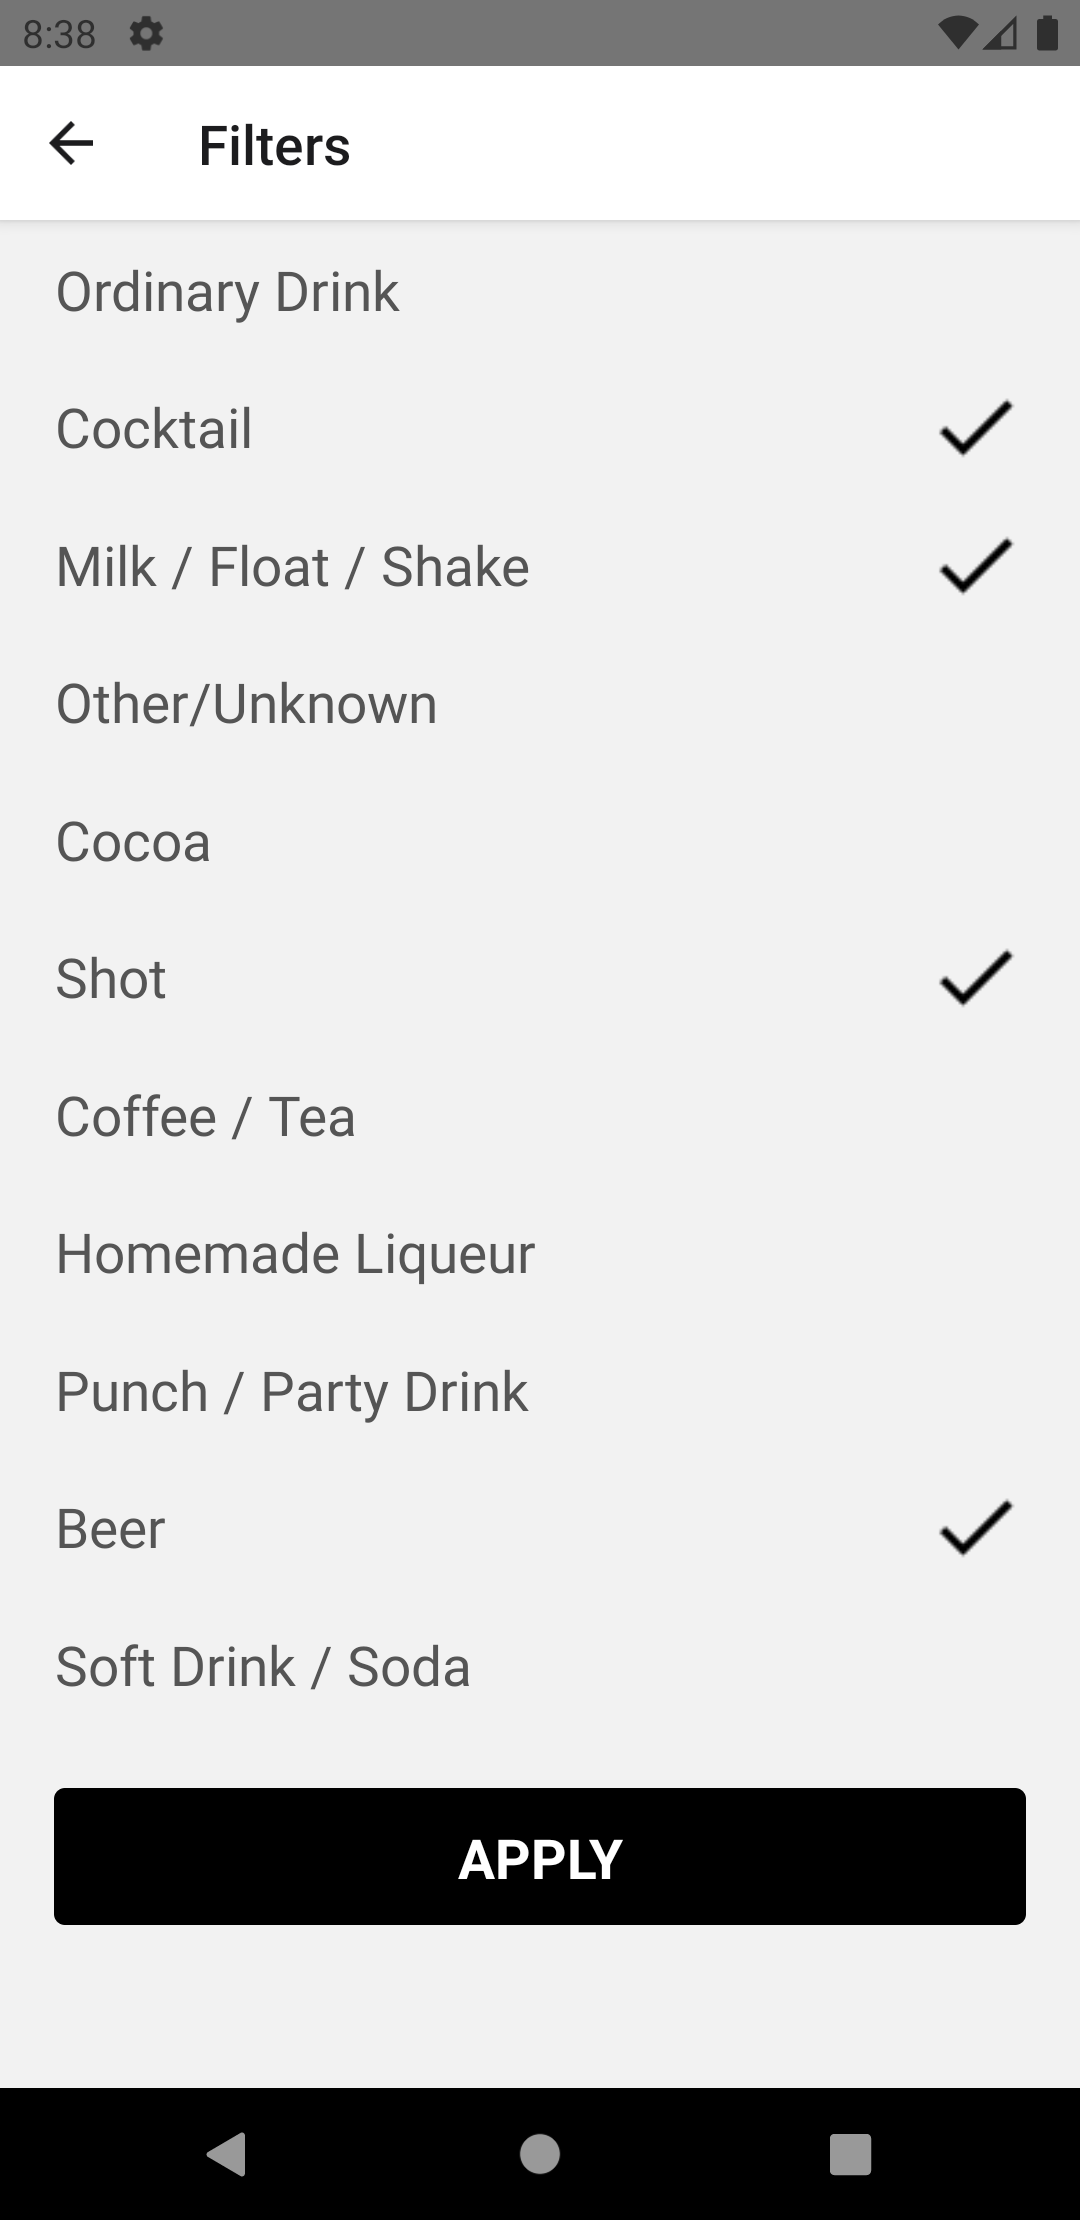 8:38
Filters
Ordinary Drink
Cocktail
Milk / Float / Shake
Other/Unknown
Cocoa
Shot
Coffee / Tea
Homemade Liqueur
Punch / Party Drink
Beer
Soft Drink / Soda
APPLY